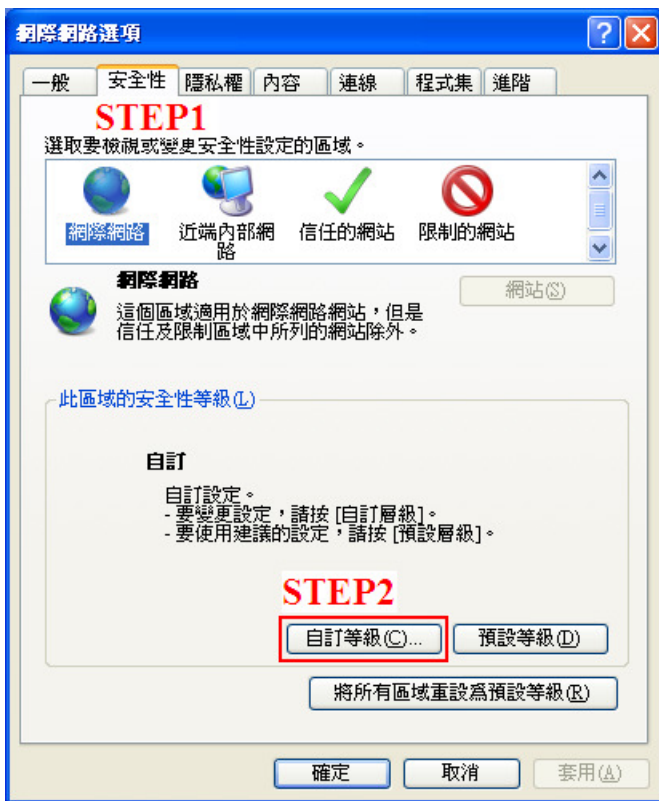 網際網路選項
一般 安全性 隱私權 內容 連線 程式集 進階
STEP1
選取要檢視或變更安全性設定的區域。
網際網路 近端內部網路 信任的網站 限制的網站
網際網路
網站(S)
這個區域適用於網際網路網站，但是
信任及限制區域中所列的網站除外。
此區域的安全性等級(L)
自訂
自訂設定。
- 要變更設定，請按 [自訂層級]。
- 要使用建議的設定，請按 [預設層級]。
STEP2
自訂等級(C)... 預設等級(D)
將所有區域重設為預設等級(R)
確定 取消 套用(A)